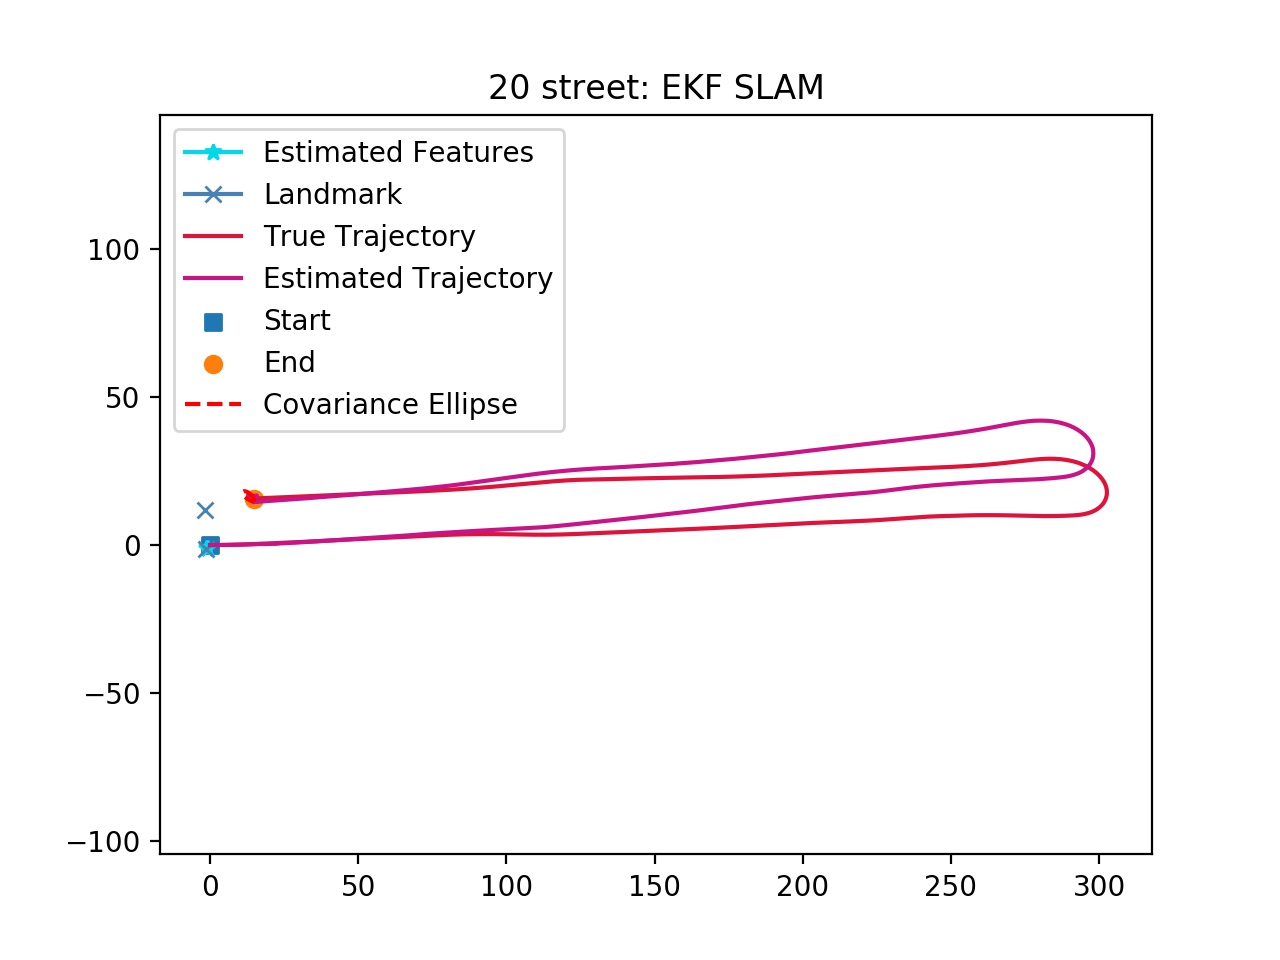 20 street: EKF SLAM
Estimated Features
Landmark
True Trajectory
Estimated Trajectory
Start
End
Covariance Ellipse
100
50
0
−50
−100
0 50 100 150 200 250 300